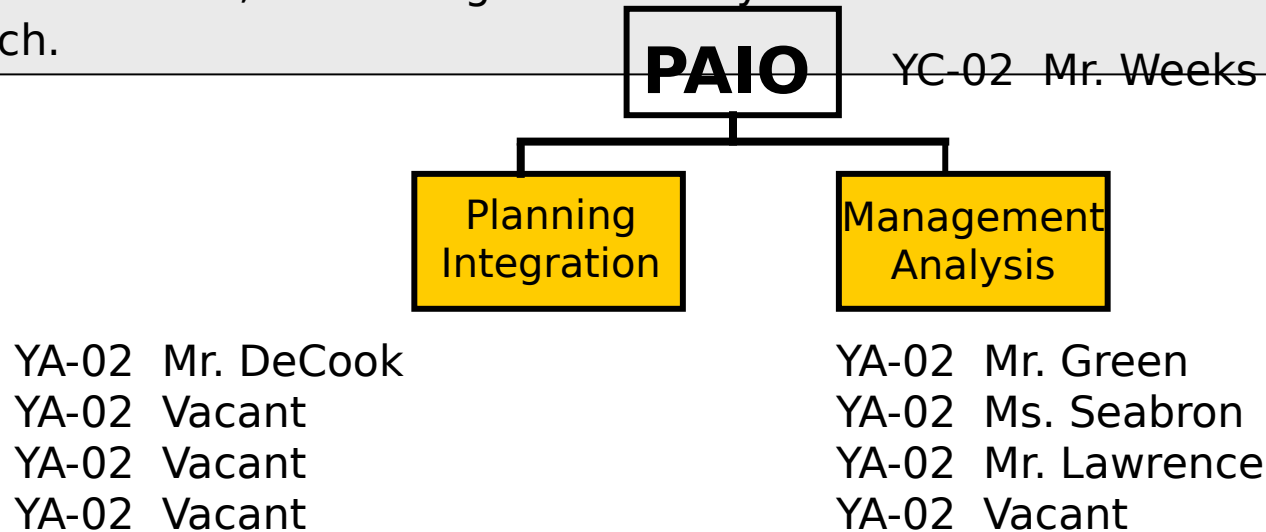 ch.
PAIO
YC-02 Mr. Weeks
Planning
Integration
Management
Analysis
YA-02 Mr. DeCook
YA-02 Vacant
YA-02 Vacant
YA-02 Vacant
YA-02 Mr. Green
YA-02 Ms. Seabron
YA-02 Mr. Lawrence
YA-02 Vacant